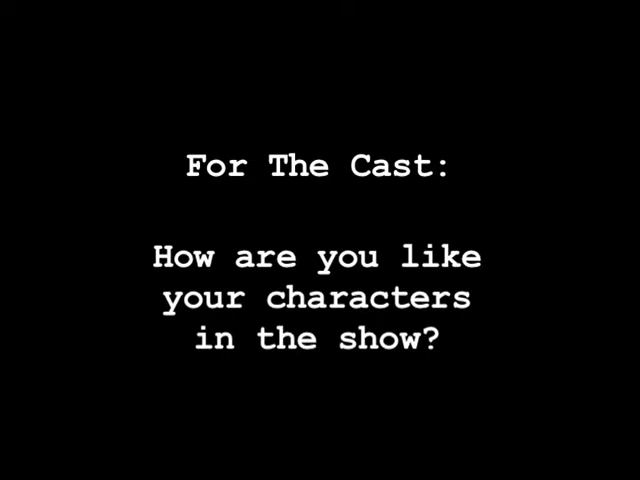 For The Cast:
How are you like
your characters
in the show?